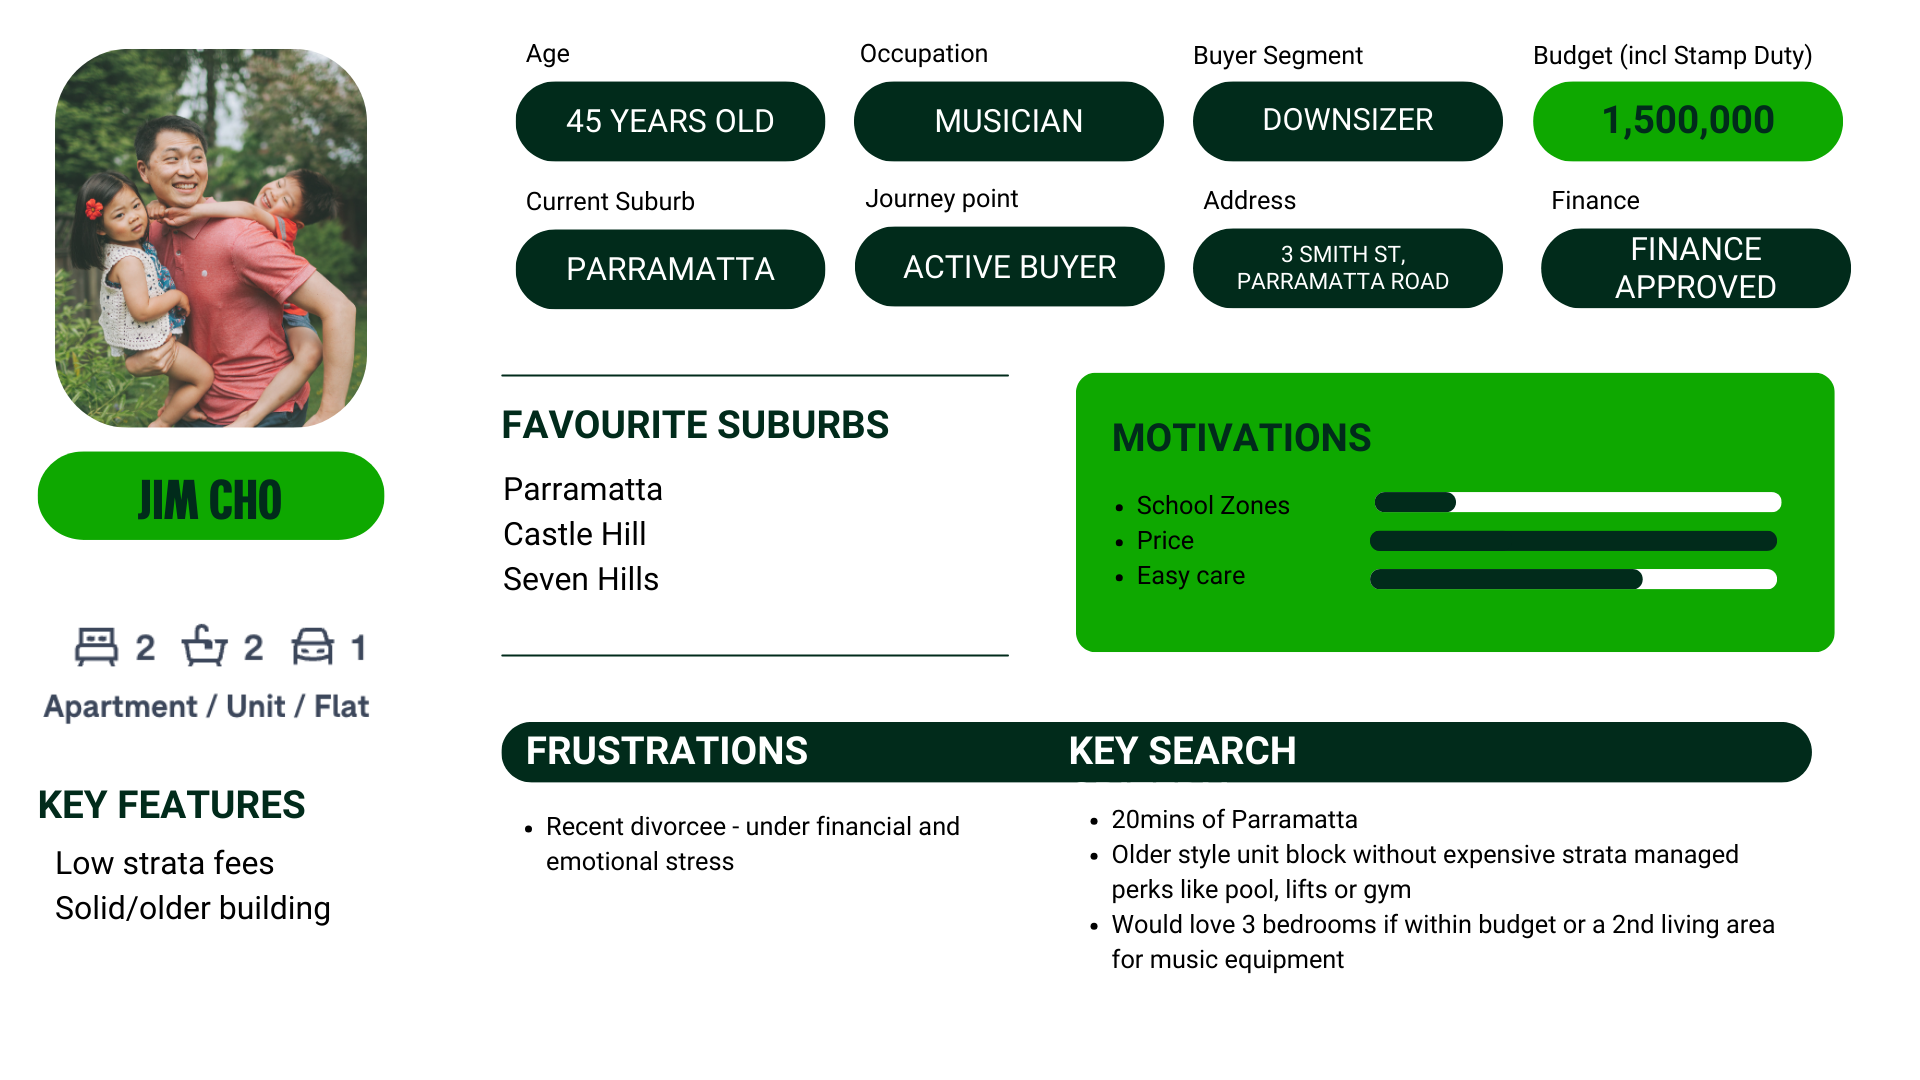 Age
45 YEARS OLD
Occupation
MUSICIAN
Buyer Segment
DOWNSIZER
Budget (incl Stamp Duty)
1,500,000
Current Suburb
PARRAMATTA
Journey point
ACTIVE BUYER
Address
3 SMITH ST,
PARRAMATTA ROAD
Finance
FINANCE
APPROVED
JIM CHO
2 2 1
Apartment / Unit / Flat
KEY FEATURES
Low strata fees
Solid/older building
FAVOURITE SUBURBS
Parramatta
Castle Hill
Seven Hills
MOTIVATIONS
• School Zones
• Price
• Easy care
FRUSTRATIONS
• Recent divorcee - under financial and
emotional stress
KEY SEARCH
• 20mins of Parramatta
• Older style unit block without expensive strata managed
perks like pool, lifts or gym
• Would love 3 bedrooms if within budget or a 2nd living area
for music equipment